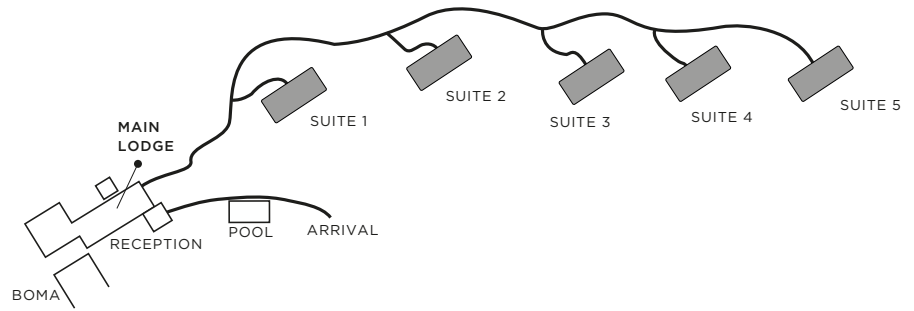 SUITE 1
SUITE 2
SUITE 3
SUITE 4
SUITE 5
MAIN
LODGE
RECEPTION
POOL
ARRIVAL
BOMA